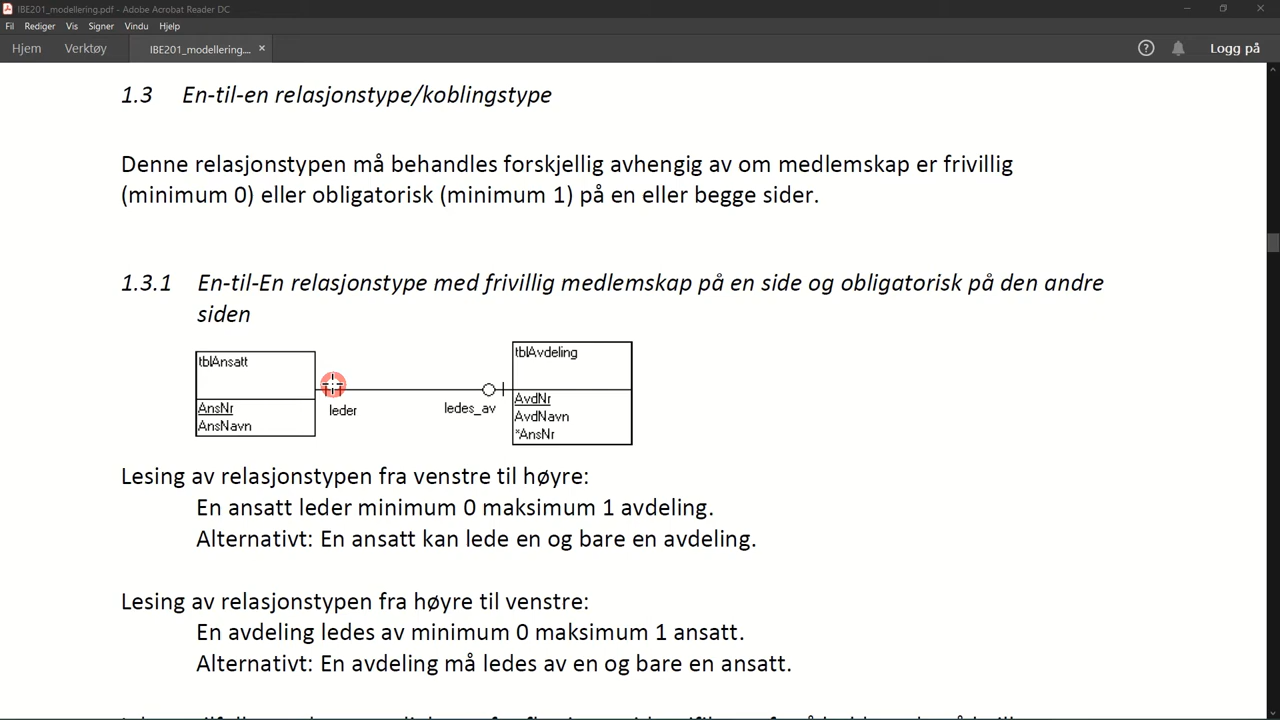 IBE201_modellering.pdf - Adobe Acrobat Reader DC
Fil Rediger Vis Signer Vindu Hjelp
Hjem Verktøy IBE201_modellering.... × Logg på
1.3 En-til-en relasjonstype/koblingstype
Denne relasjonstypen må behandles forskjellig avhengig av om medlemskap er frivillig
(minimum 0) eller obligatorisk (minimum 1) på en eller begge sider.
1.3.1 En-til-En relasjonstype med frivillig medlemskap på en side og obligatorisk på den andre
siden
tblAnsatt
AnsNr
AnsNavn
leder
ledes_av
tblAvdeling
AvdNr
AvdNavn
*AnsNr
Lesing av relasjonstypen fra venstre til høyre:
En ansatt leder minimum 0 maksimum 1 avdeling.
Alternativt: En ansatt kan lede en og bare en avdeling.
Lesing av relasjonstypen fra høyre til venstre:
En avdeling ledes av minimum 0 maksimum 1 ansatt.
Alternativt: En avdeling må ledes av en og bare en ansatt.